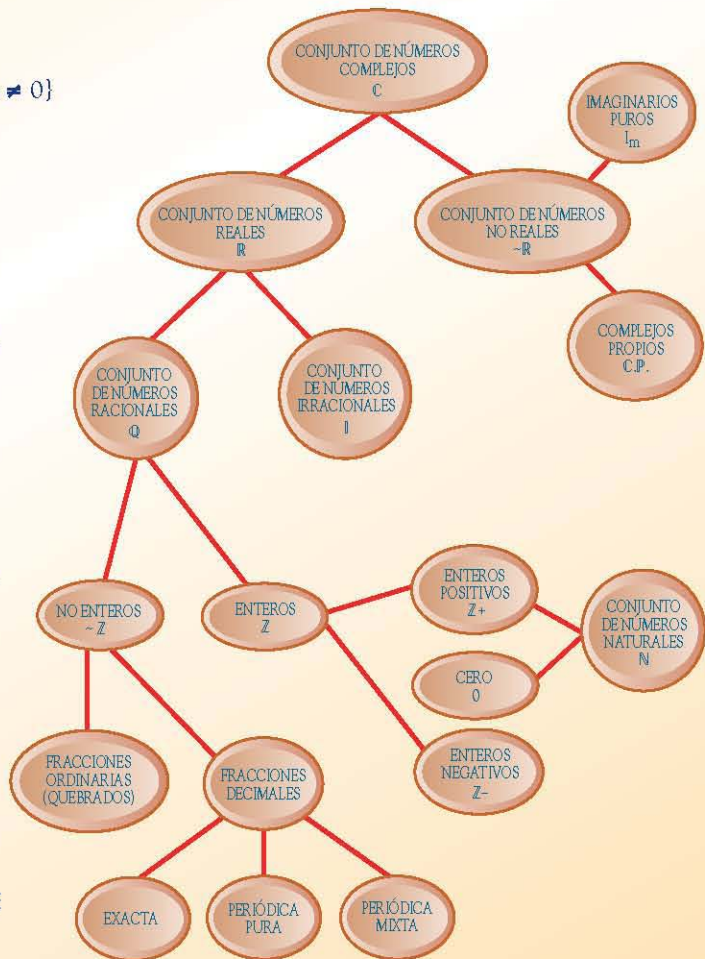 ≠ 0}
CONJUNTO DE NÚMEROS
COMPLEJOS
ℂ
IMAGINARIOS
PUROS
Im
CONJUNTO DE NÚMEROS
REALES
ℝ
CONJUNTO DE NÚMEROS
NO REALES
~ℝ
COMPLEJOS
PROPIOS
ℂ.ℙ.
CONJUNTO
DE NÚMEROS
RACIONALES
ℚ
CONJUNTO
DE NÚMEROS
IRRACIONALES
𝕀
NO ENTEROS
~ ℤ
ENTEROS
ℤ
ENTEROS
POSITIVOS
ℤ+
CONJUNTO
DE NÚMEROS
NATURALES
ℕ
CERO
0
ENTEROS
NEGATIVOS
ℤ-
FRACCIONES
ORDINARIAS
(QUEBRADOS)
FRACCIONES
DECIMALES
EXACTA
PERIÓDICA
PURA
PERIÓDICA
MIXTA